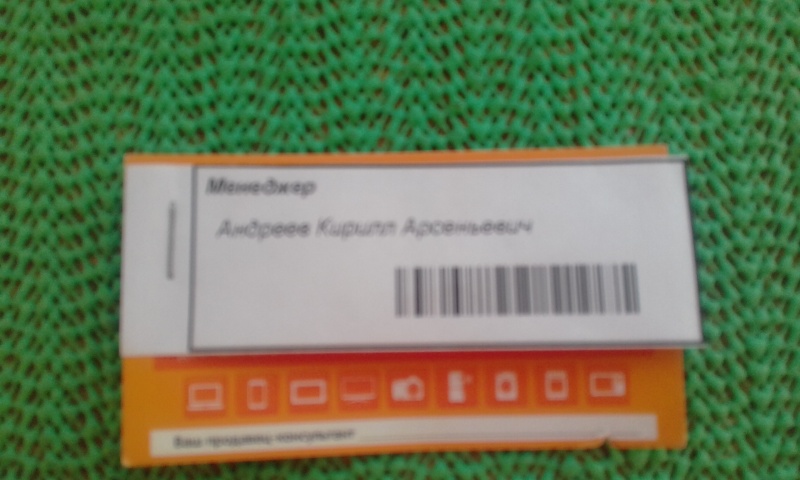 Менеджер
Андреев Кирилл Арсеньевич
Ваш продавец консультант